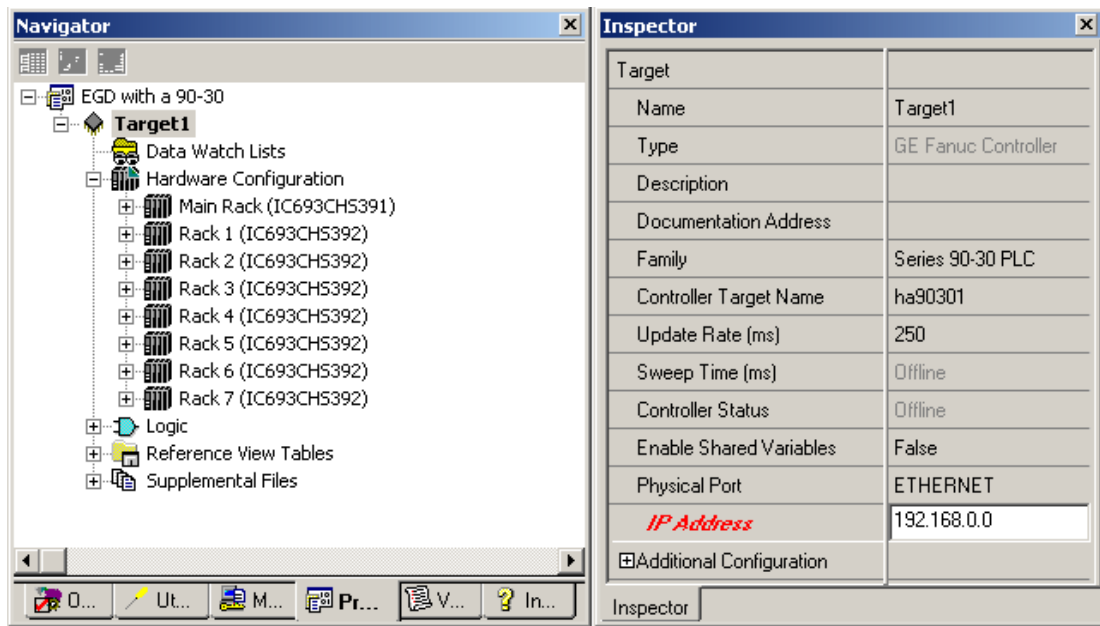 Navigator
EGD with a 90-30
Target1
Data Watch Lists
Hardware Configuration
Main Rack (IC693CHS391)
Rack 1 (IC693CHS392)
Rack 2 (IC693CHS392)
Rack 3 (IC693CHS392)
Rack 4 (IC693CHS392)
Rack 5 (IC693CHS392)
Rack 6 (IC693CHS392)
Rack 7 (IC693CHS392)
Logic
Reference View Tables
Supplemental Files
O... Ut... M... Pr... V... In...
Inspector
Target
Name Target1
Type GE Fanuc Controller
Description
Documentation Address
Family Series 90-30 PLC
Controller Target Name ha90301
Update Rate (ms) 250
Sweep Time (ms) Offline
Controller Status Offline
Enable Shared Variables False
Physical Port ETHERNET
IP Address 192.168.0.0
Additional Configuration
Inspector